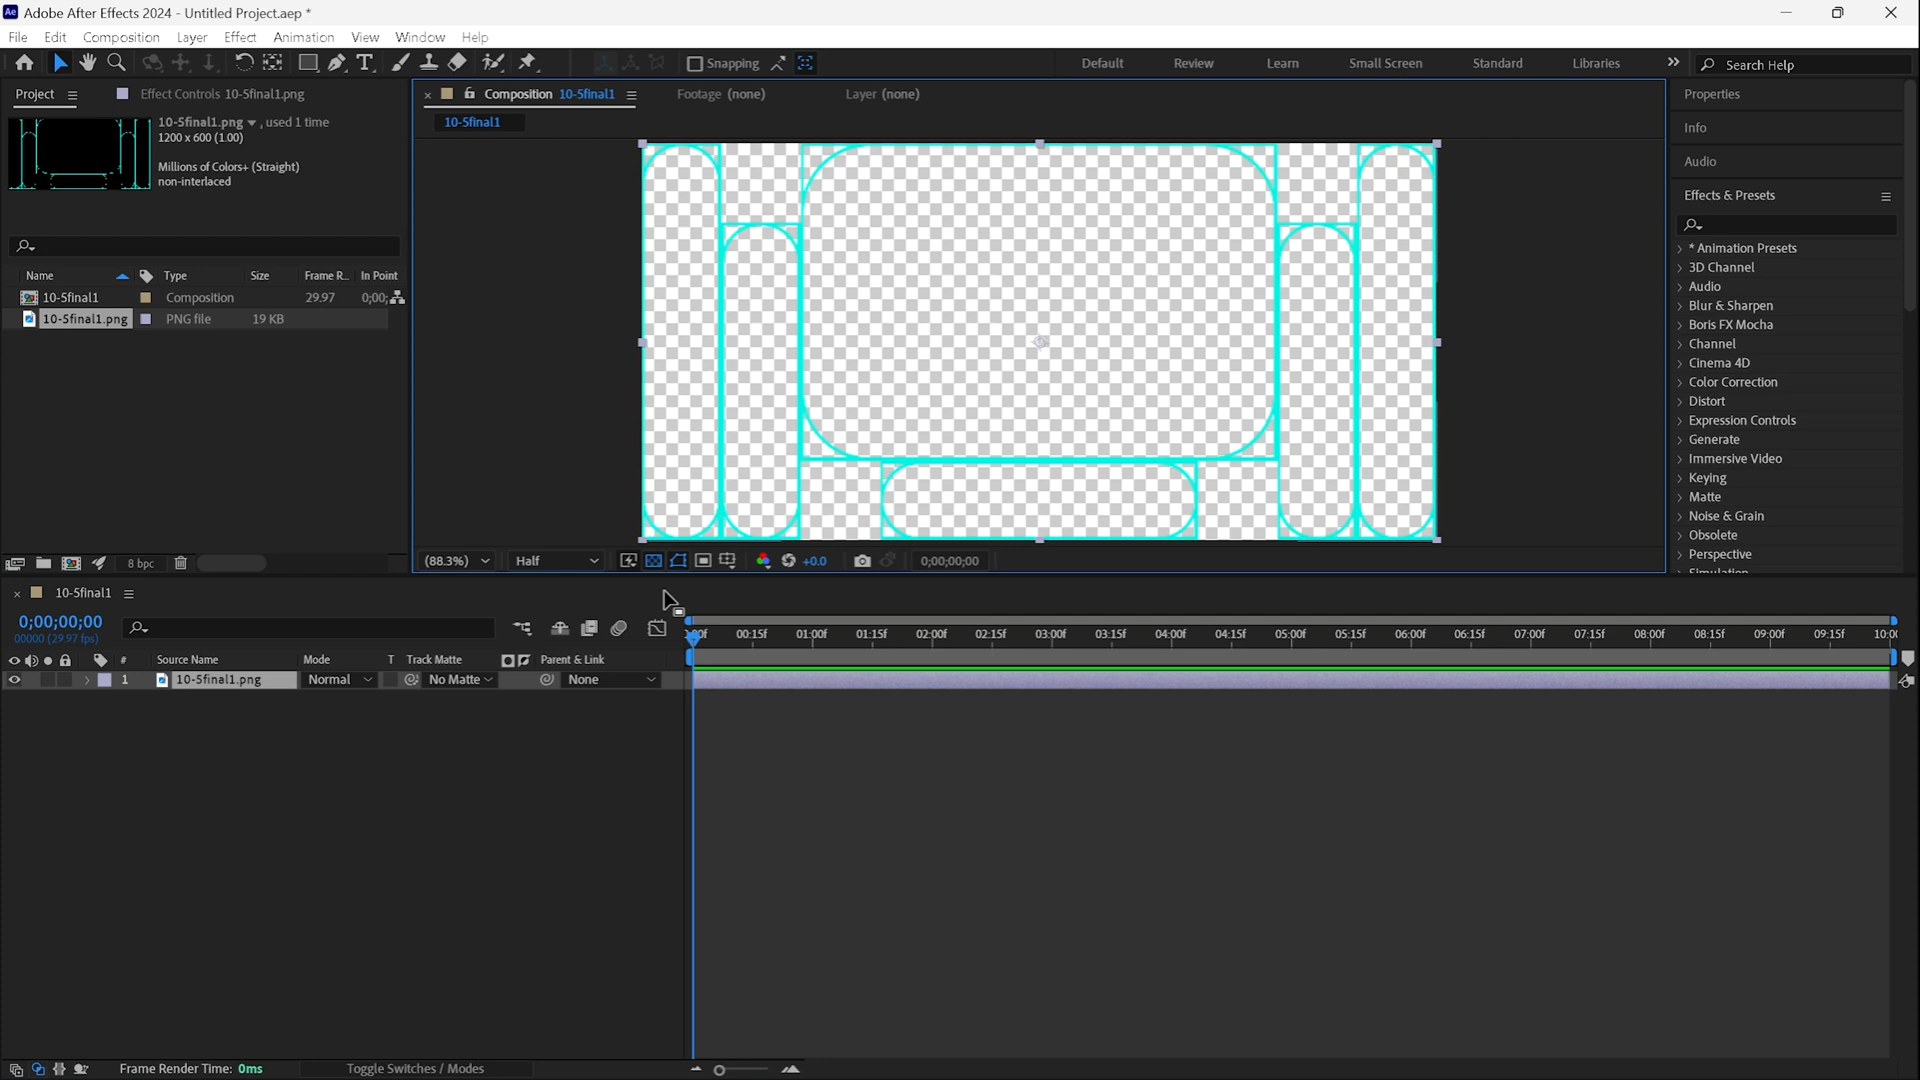 Adobe After Effects 2024 - Untitled Project.aep *
File Edit Composition Layer Effect Animation View Window Help
Snapping Default Review Learn Small Screen Standard Libraries » Search Help
Project Effect Controls 10-5final1.png
10-5final1.png , used 1 time
1200 x 600 (1.00)
Millions of Colors+ (Straight)
non-interlaced
Name Type Size Frame R... In Point
10-5final1 Composition 29.97 0;00;
10-5final1.png PNG file 19 KB
8 bpc
Composition 10-5final1 Footage (none) Layer (none)
10-5final1
(88.3%) Half +0.0 0;00;00;00
Properties
Info
Audio
Effects & Presets
* Animation Presets
3D Channel
Audio
Blur & Sharpen
Boris FX Mocha
Channel
Cinema 4D
Color Correction
Distort
Expression Controls
Generate
Immersive Video
Keying
Matte
Noise & Grain
Obsolete
Perspective
Simulation
10-5final1
0;00;00;00
00000 (29.97 fps)
:00f 00:15f 01:00f 01:15f 02:00f 02:15f 03:00f 03:15f 04:00f 04:15f 05:00f 05:15f 06:00f 06:15f 07:00f 07:15f 08:00f 08:15f 09:00f 09:15f 10:00
# Source Name Mode T Track Matte Parent & Link
1 10-5final1.png Normal No Matte None
Frame Render Time: 0ms Toggle Switches / Modes